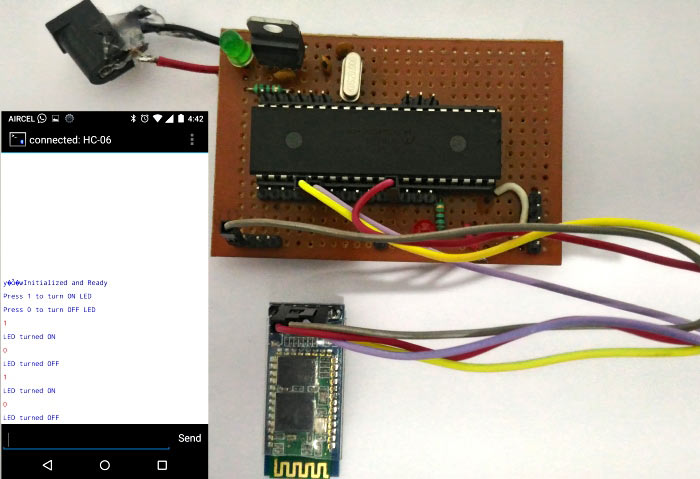 AIRCEL 4:42
connected: HC-06
y�ů�wInitialized and Ready
Press 1 to turn ON LED
Press 0 to turn OFF LED
1
LED turned ON
0
LED turned OFF
1
LED turned ON
0
LED turned OFF
Send